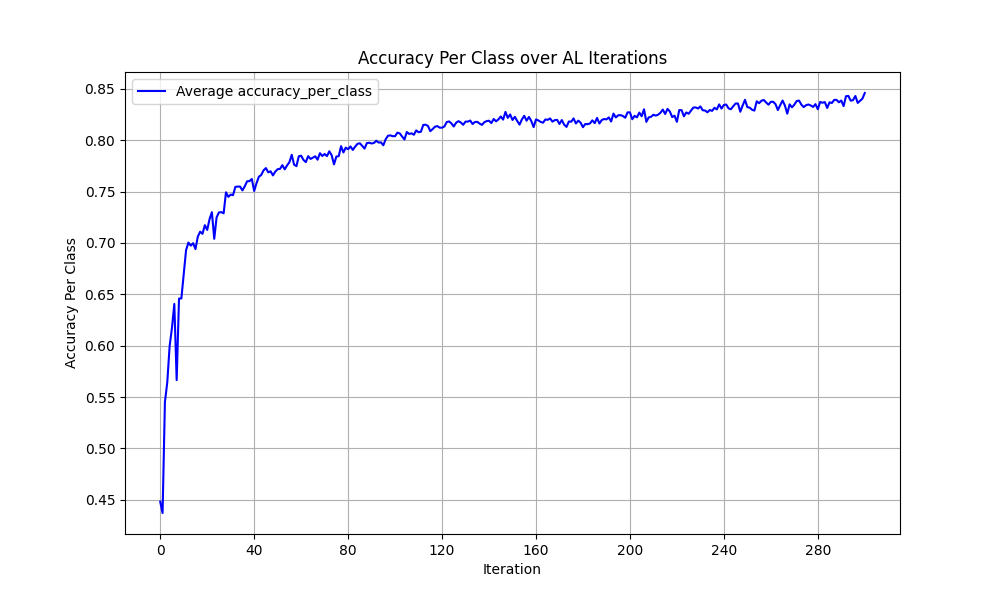 Accuracy Per Class over AL Iterations
Average accuracy_per_class
Accuracy Per Class
0.85
0.80
0.75
0.70
0.65
0.60
0.55
0.50
0.45
0 40 80 120 160 200 240 280
Iteration